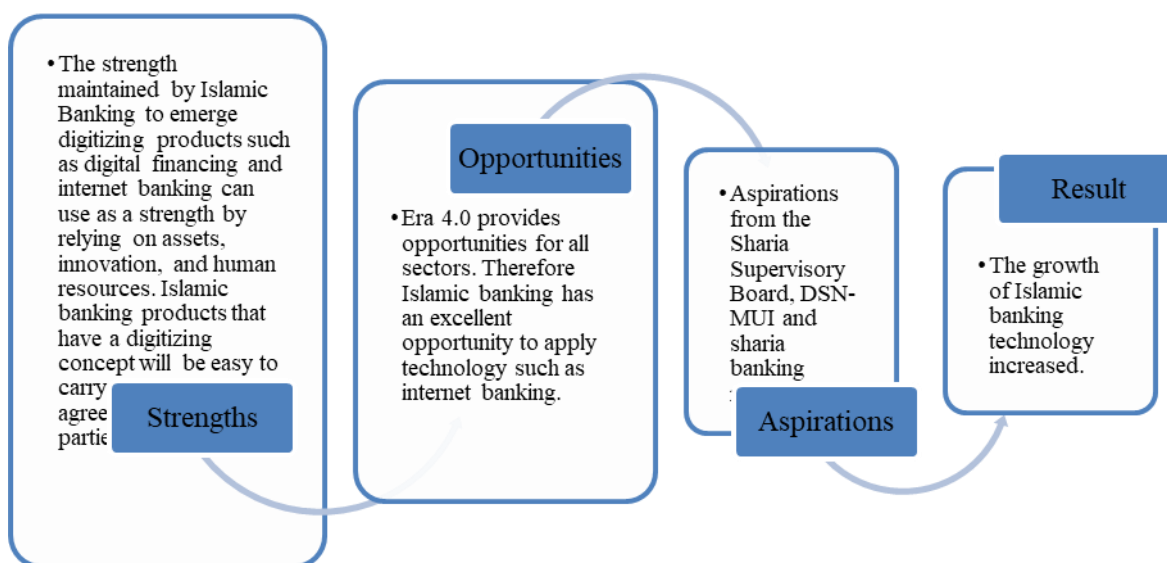 • The strength
maintained by Islamic
Banking to emerge
digitizing products such
as digital financing and
internet banking can
use as a strength by
relying on assets,
innovation, and human
resources. Islamic
banking products that
have a digitizing
concept will be easy to
carry
agree
partie
Strengths
Opportunities
• Era 4.0 provides
opportunities for all
sectors. Therefore
Islamic banking has
an excellent
opportunity to apply
technology such as
internet banking.
• Aspirations
from the
Sharia
Supervisory
Board, DSN-
MUI and
sharia
banking
Aspirations
Result
• The growth
of Islamic
banking
technology
increased.